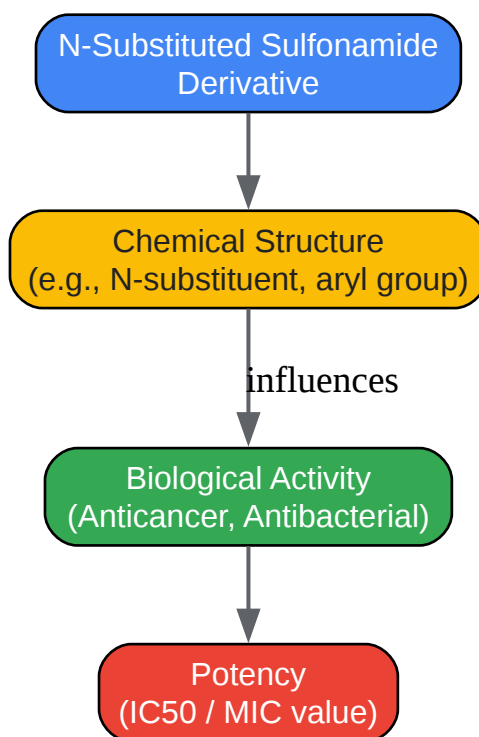 N-Substituted Sulfonamide
Derivative
Chemical Structure
(e.g., N-substituent, aryl group)
influences
Biological Activity
(Anticancer, Antibacterial)
Potency
(IC50 / MIC value)